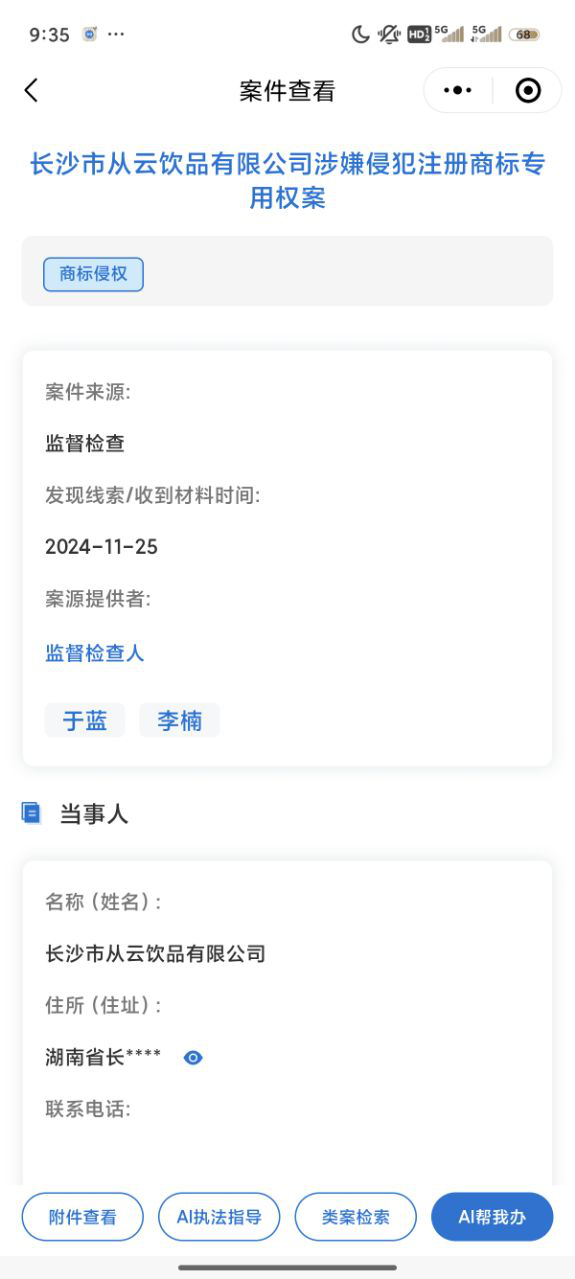 9:35
HD 5G 5G 68
案件查看
长沙市从云饮品有限公司涉嫌侵犯注册商标专
用权案
商标侵权
案件来源:
监督检查
发现线索/收到材料时间:
2024-11-25
案源提供者:
监督检查人
于蓝 李楠
当事人
名称（姓名）:
长沙市从云饮品有限公司
住所（住址）:
湖南省长****
联系电话:
附件查看 AI执法指导 类案检索 AI帮我办